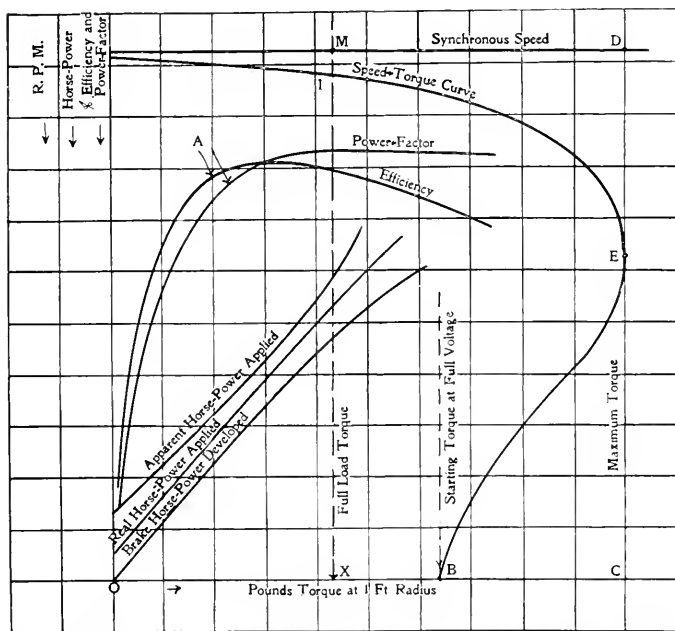 R. P. M.
Horse-Power
% Efficiency and
Power-Factor
M
Synchronous Speed
D
I
Speed-Torque Curve
A
Power-Factor
Efficiency
E
Apparent Horse-Power Applied
Real Horse-Power Applied
Brake Horse-Power Developed
Full Load Torque
Starting Torque at Full Voltage
Maximum Torque
O
Pounds Torque at 1 Ft Radius
X
B
C